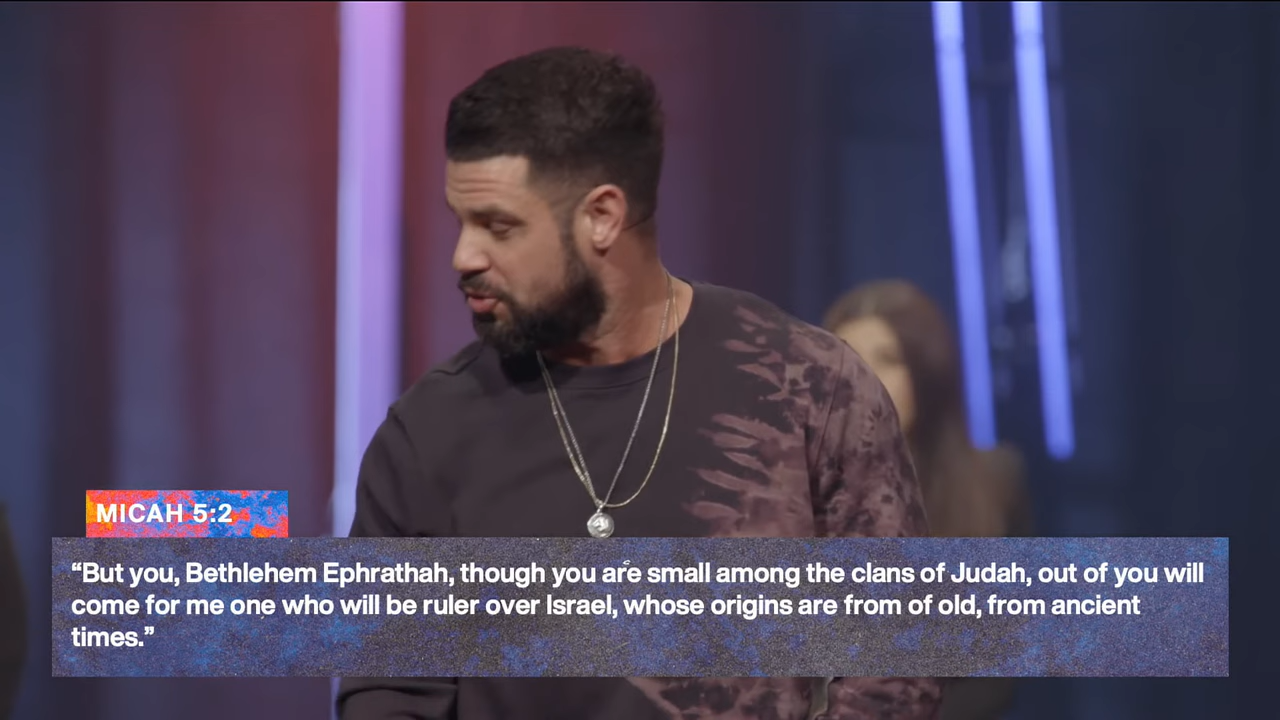 MICAH 5:2
“But you, Bethlehem Ephrathah, though you are small among the clans of Judah, out of you will
come for me one who will be ruler over Israel, whose origins are from of old, from ancient
times.”